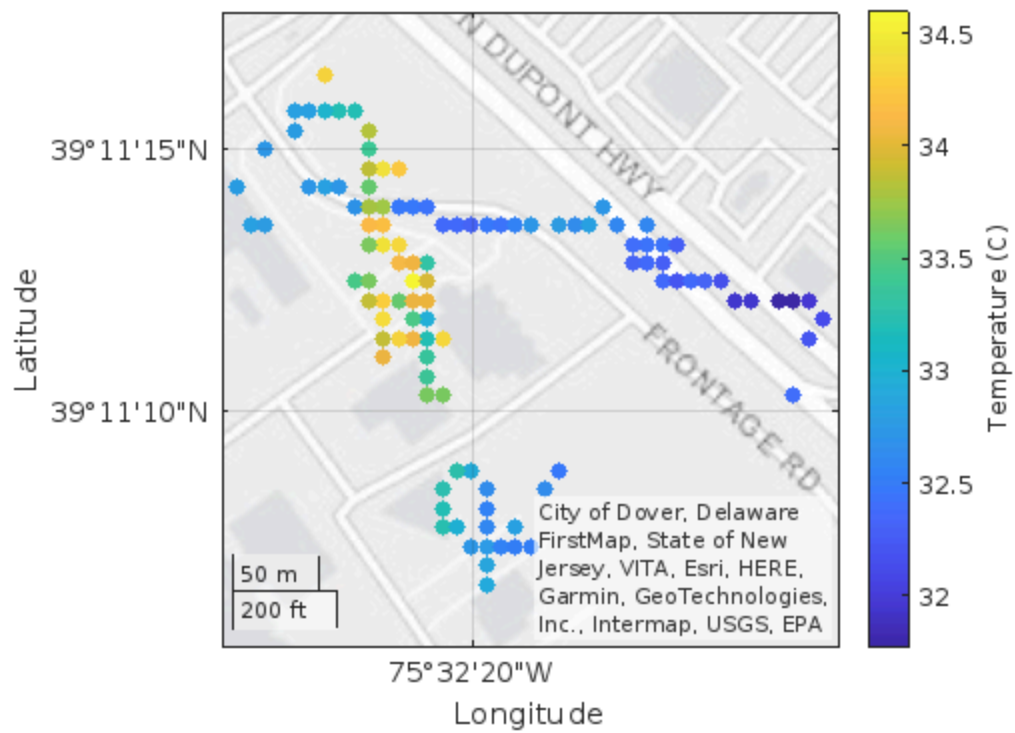 N DUPONT HWY
34.5
39°11'15"N
34
33.5
Latitude
Temperature (C)
33
FRONTAGE RD
39°11'10"N
32.5
City of Dover, Delaware
FirstMap, State of New
Jersey, VITA, Esri, HERE,
Garmin, GeoTechnologies,
Inc., Intermap, USGS, EPA
50 m
200 ft
32
75°32'20"W
Longitude